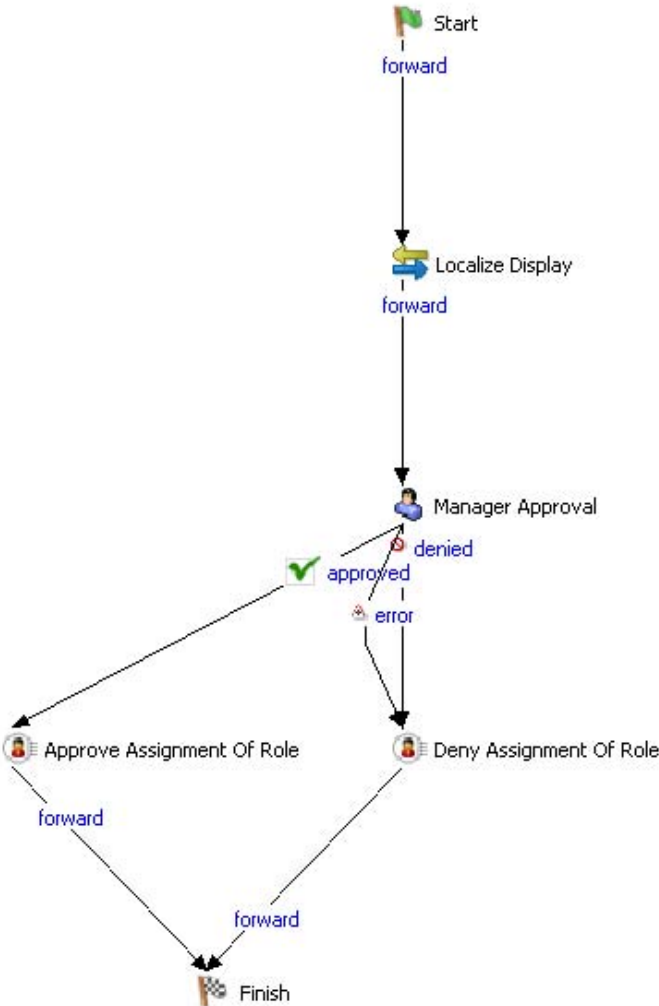 Start
forward
Localize Display
forward
Manager Approval
denied
approved
error
Approve Assignment Of Role
Deny Assignment Of Role
forward
forward
Finish